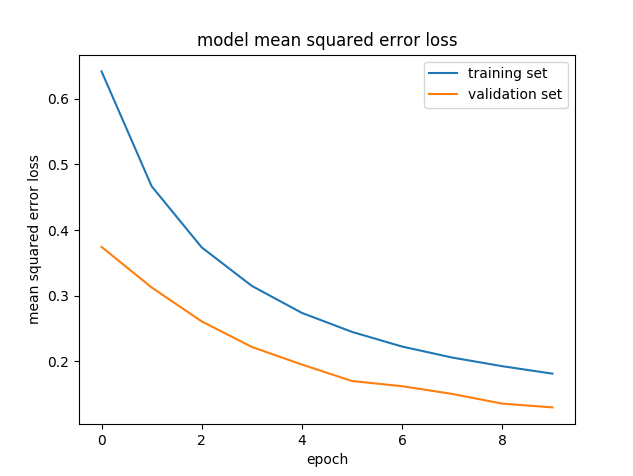 model mean squared error loss
training set
validation set
0.6
0.5
0.4
0.3
0.2
mean squared error loss
0 2 4 6 8
epoch